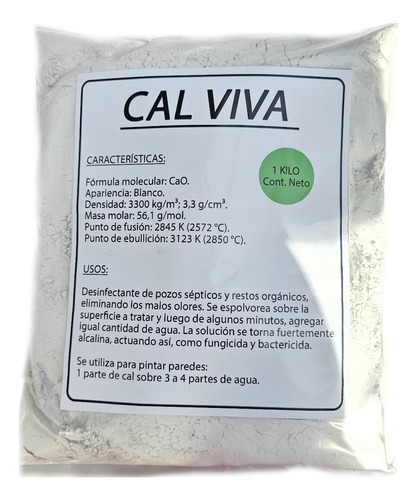 CAL VIVA
CARACTERÍSTICAS:
1 KILO
Cont. Neto
Fórmula molecular: CaO.
Apariencia: Blanco.
Densidad: 3300 kg/m³; 3,3 g/cm³.
Masa molar: 56,1 g/mol.
Punto de fusión: 2845 K (2572 °C).
Punto de ebullición: 3123 K (2850 °C).
USOS:
Desinfectante de pozos sépticos y restos orgánicos,
eliminando los malos olores. Se espolvorea sobre la
superficie a tratar y luego de algunos minutos, agregar
igual cantidad de agua. La solución se torna fuertemente
alcalina, actuando así, como fungicida y bactericida.
Se utiliza para pintar paredes:
1 parte de cal sobre 3 a 4 partes de agua.